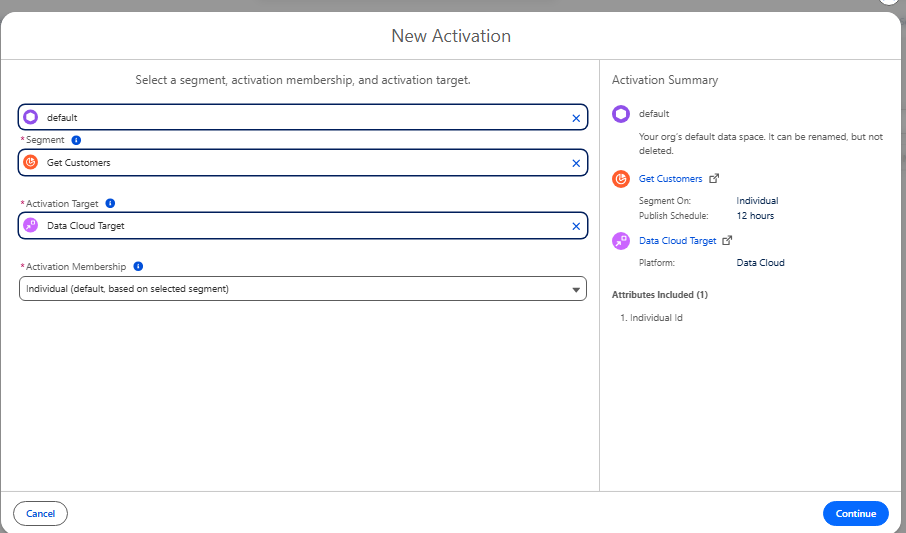 New Activation
Select a segment, activation membership, and activation target.
default
*Segment
Get Customers
*Activation Target
Data Cloud Target
*Activation Membership
Individual (default, based on selected segment)
Activation Summary
default
Your org's default data space. It can be renamed, but not
deleted.
Get Customers
Segment On: Individual
Publish Schedule: 12 hours
Data Cloud Target
Platform: Data Cloud
Attributes Included (1)
1. Individual Id
Cancel
Continue